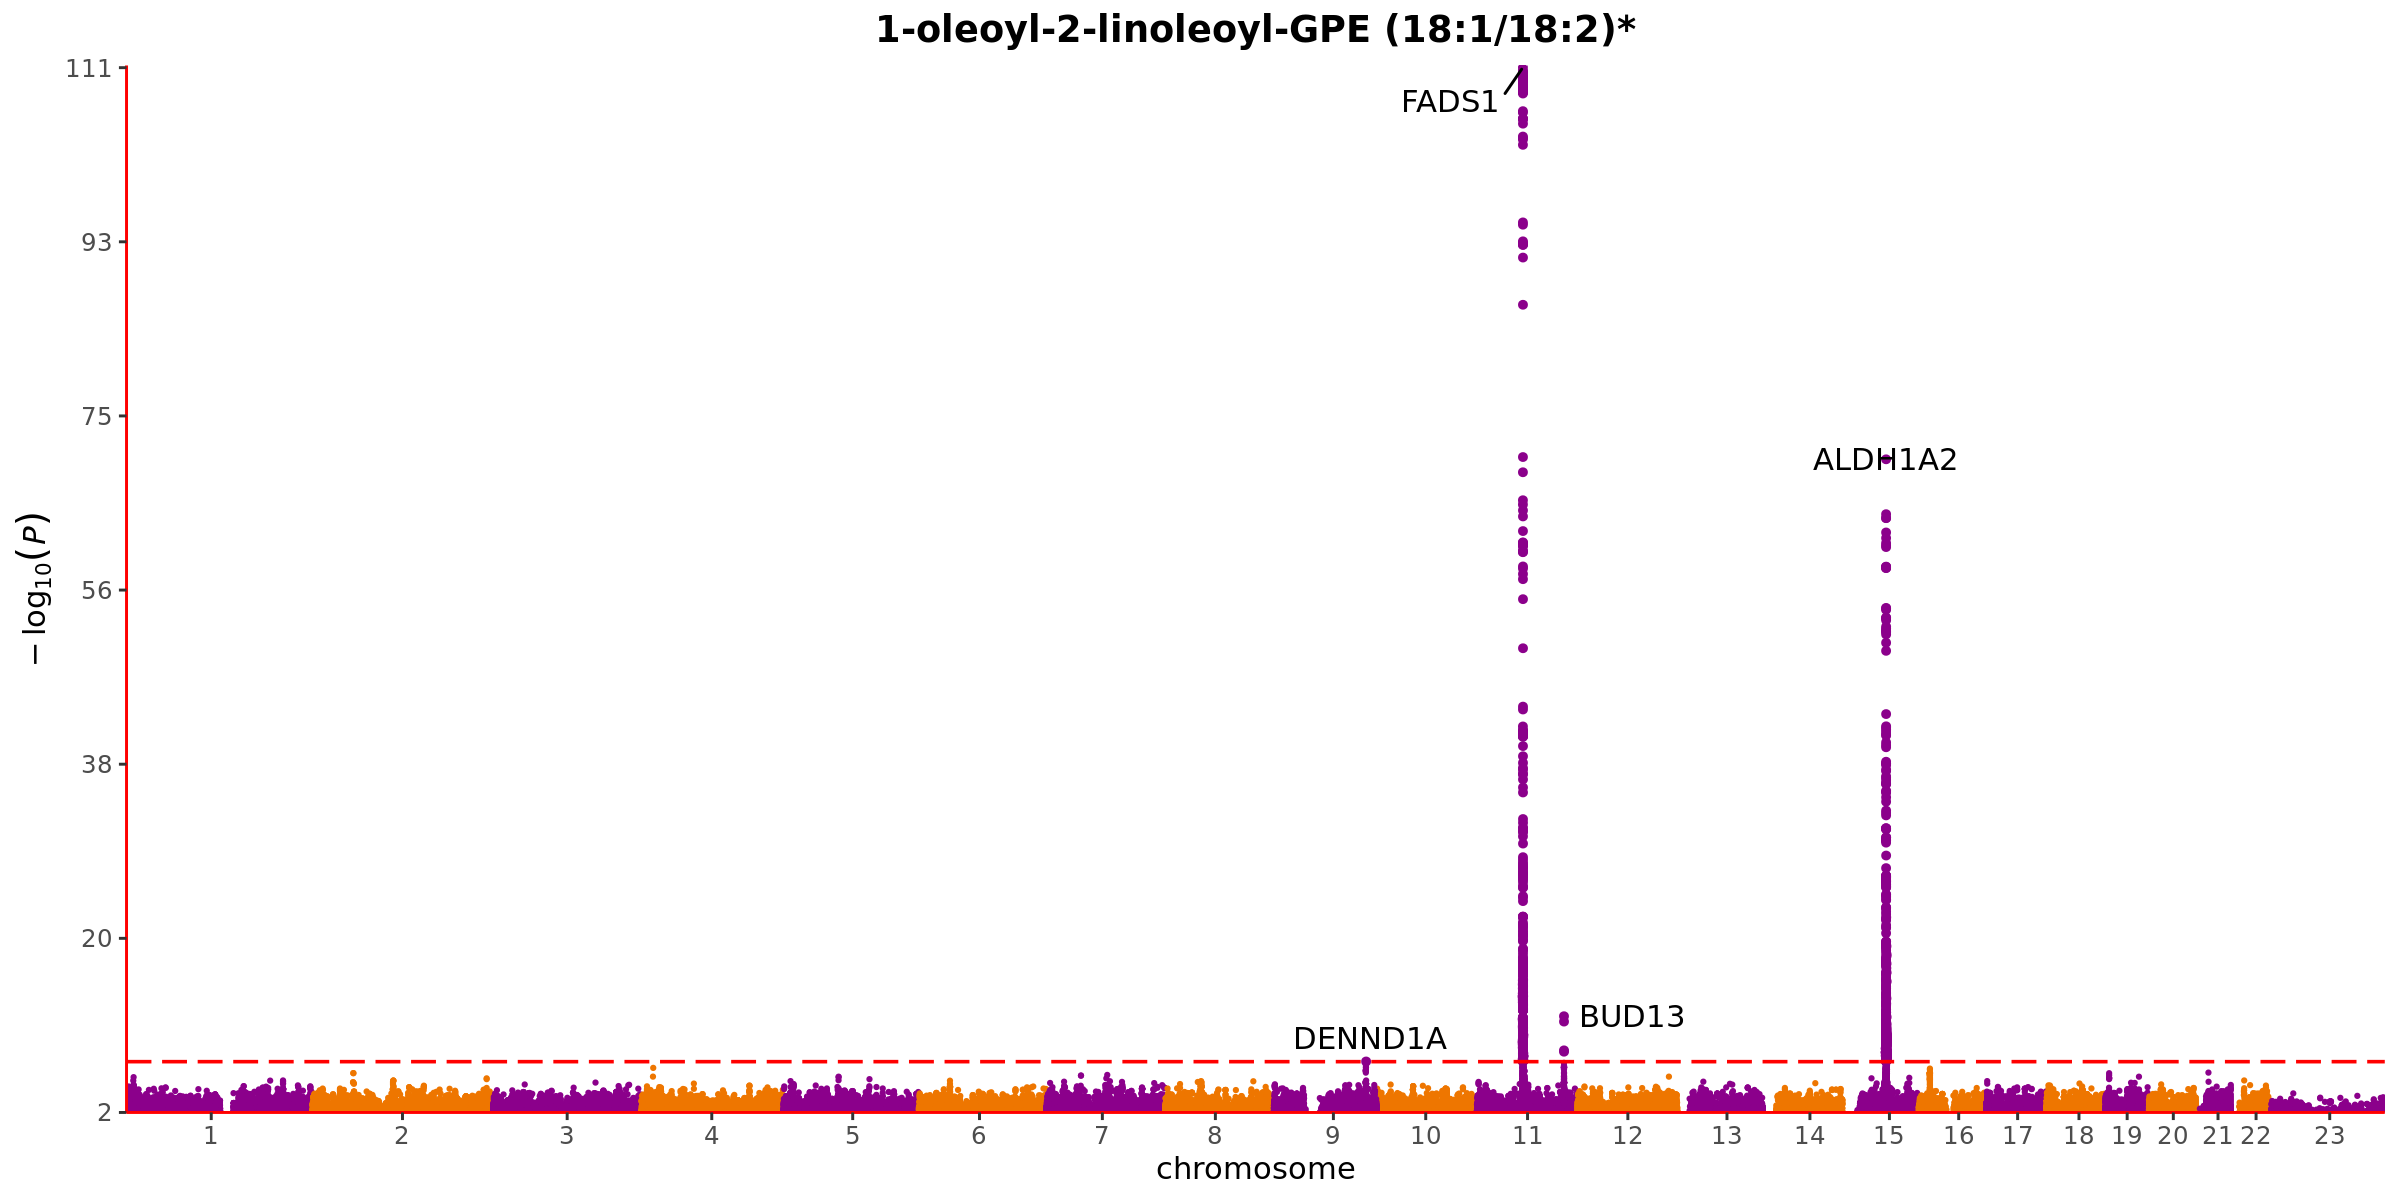 1-oleoyl-2-linoleoyl-GPE (18:1/18:2)*
111
FADS1
93
75
ALDH1A2
56
38
20
BUD13
DENND1A
2
− log10(P)
1 2 3 4 5 6 7 8 9 10 11 12 13 14 15 16 17 18 19 20 21 22 23
chromosome